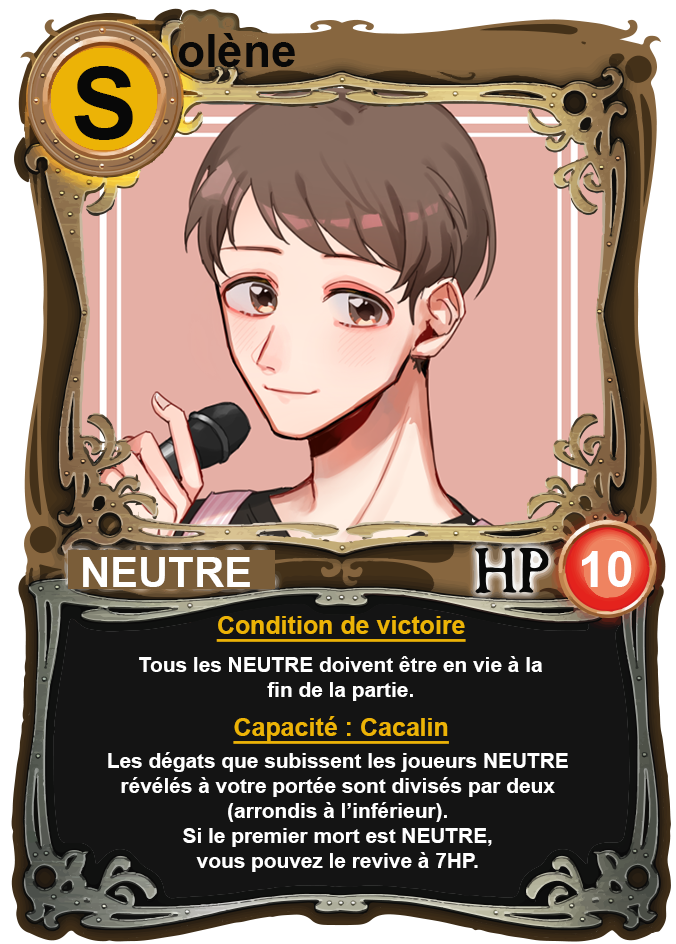 Solène
NEUTRE
HP 10
Condition de victoire
Tous les NEUTRE doivent être en vie à la
fin de la partie.
Capacité : Cacalin
Les dégats que subissent les joueurs NEUTRE
révélés à votre portée sont divisés par deux
(arrondis à l’inférieur).
Si le premier mort est NEUTRE,
vous pouvez le revive à 7HP.